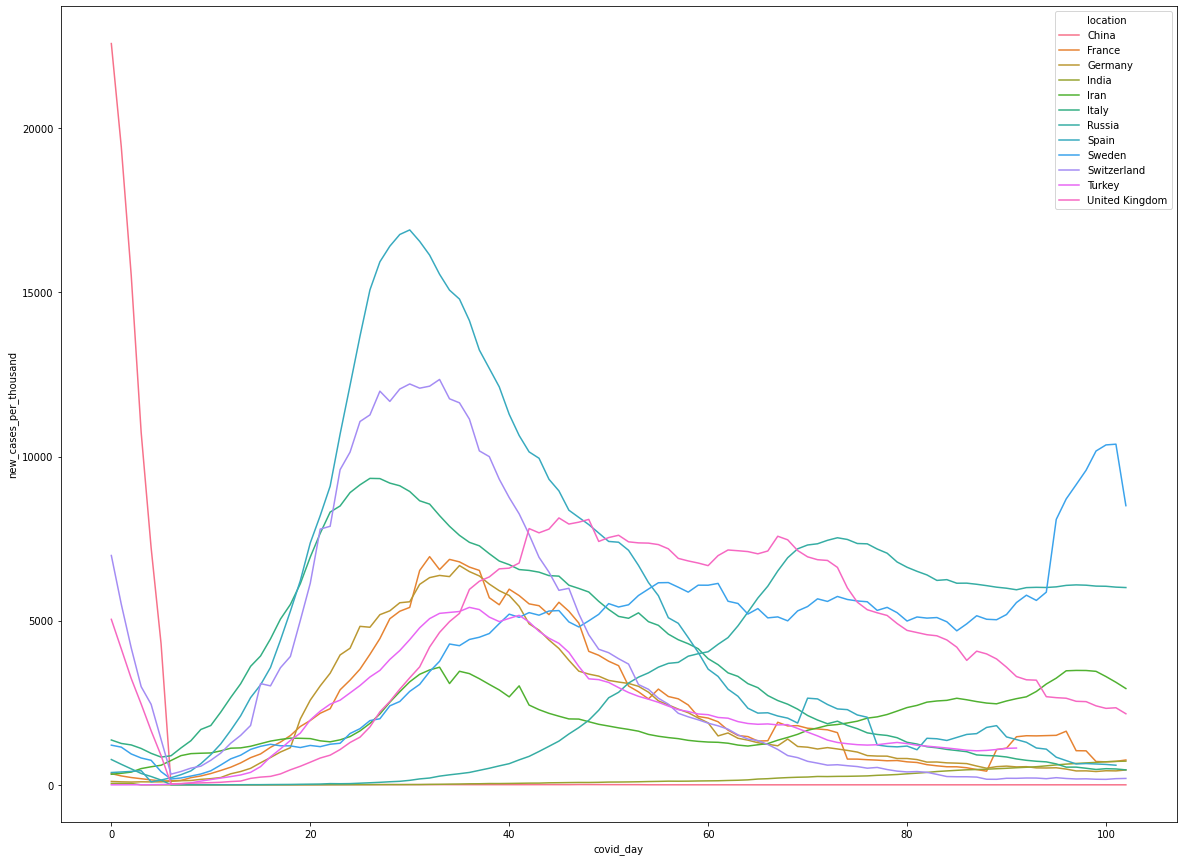 location
China
France
Germany
India
Iran
Italy
Russia
Spain
Sweden
Switzerland
Turkey
United Kingdom
20000
15000
10000
5000
0
new_cases_per_thousand
0 20 40 60 80 100
covid_day